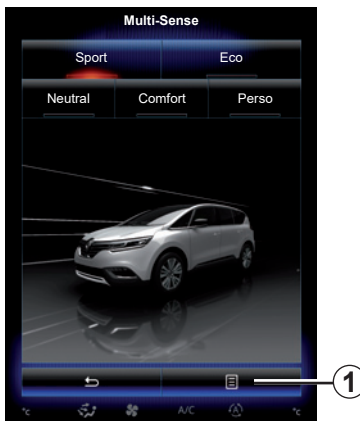 Multi-Sense
Sport Eco
Neutral Comfort Perso
1
°c A/C A °c